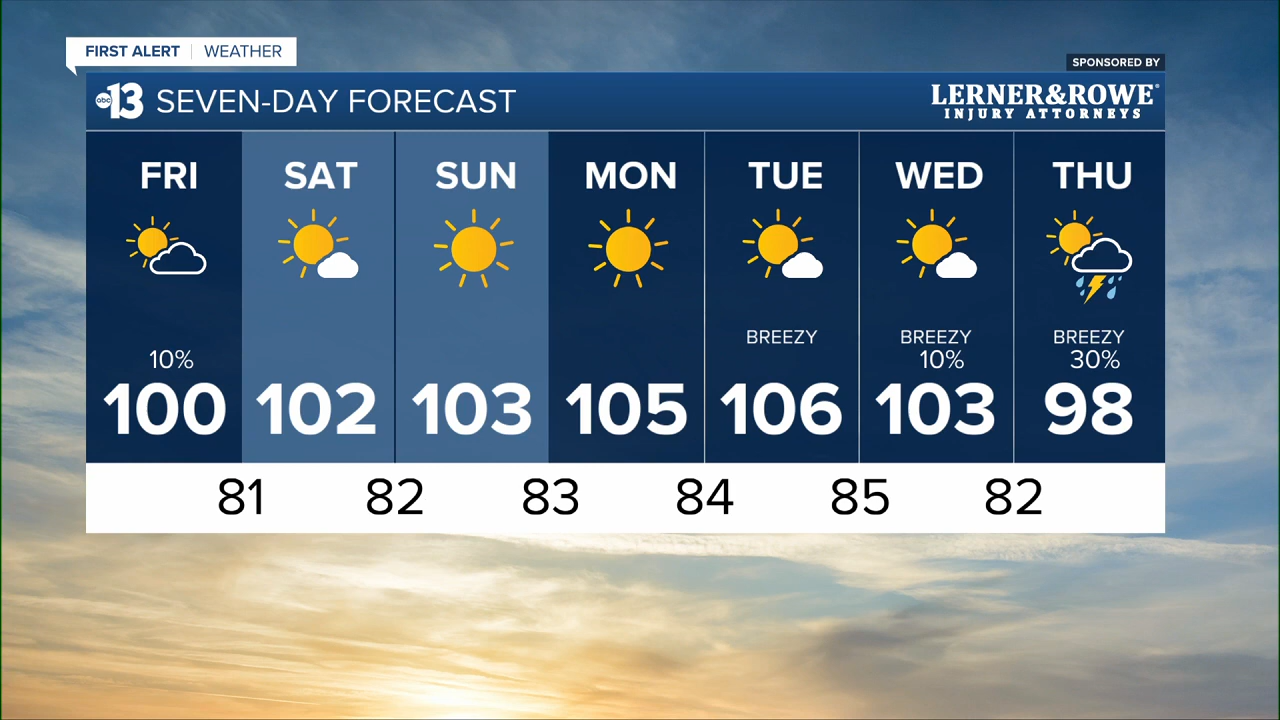 FIRST ALERT | WEATHER
SPONSORED BY
abc 13 SEVEN-DAY FORECAST
LERNER&ROWE®
INJURY ATTORNEYS
FRI SAT SUN MON TUE WED THU
BREEZY BREEZY BREEZY
10% 10% 30%
100 102 103 105 106 103 98
81 82 83 84 85 82